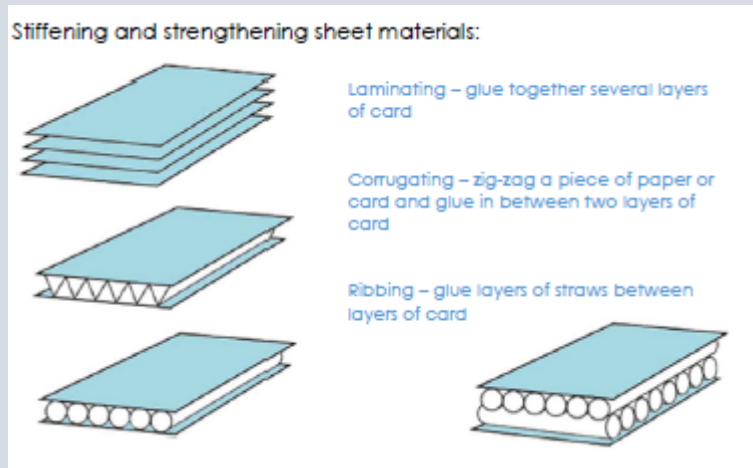 Stiffening and strengthening sheet materials:
Laminating – glue together several layers
of card
Corrugating – zig-zag a piece of paper or
card and glue in between two layers of
card
Ribbing – glue layers of straws between
layers of card